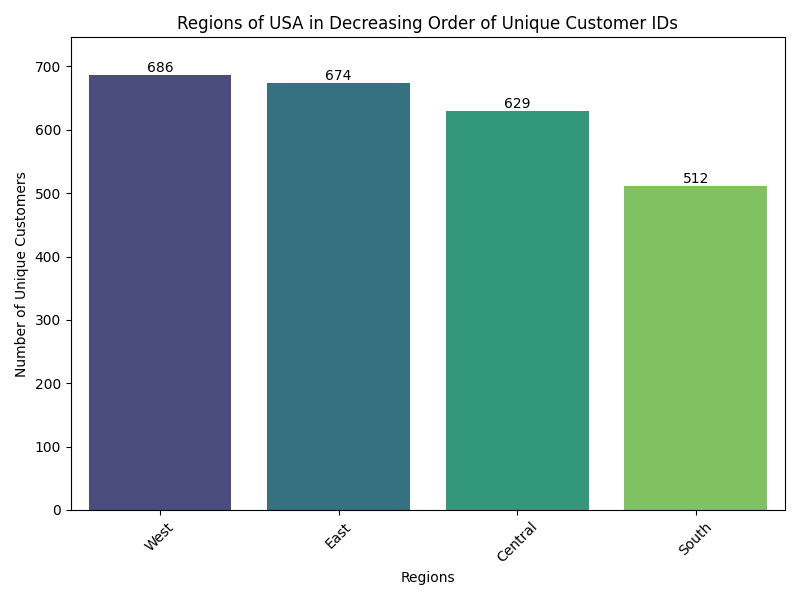 Regions of USA in Decreasing Order of Unique Customer IDs
Number of Unique Customers
700
600
500
400
300
200
100
0
686
674
629
512
West
East
Central
South
Regions